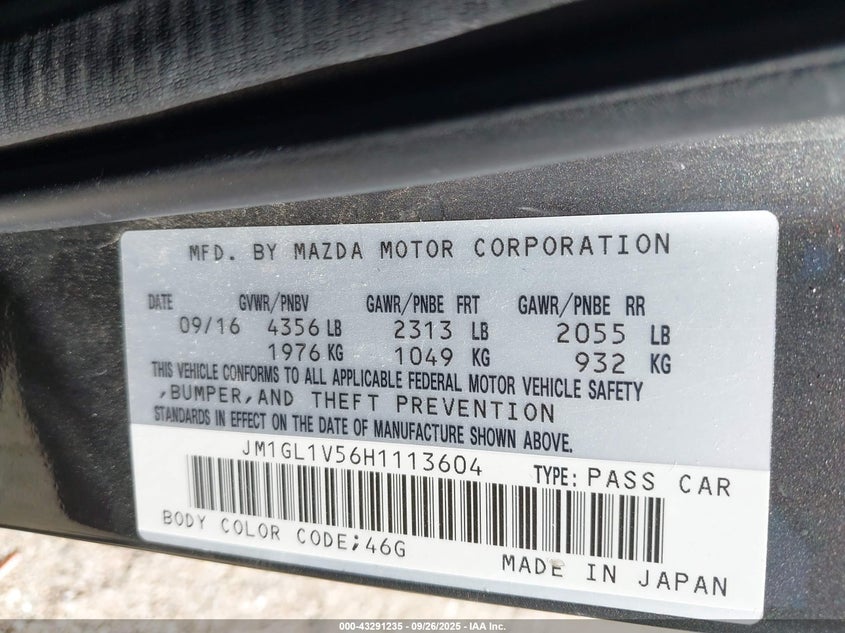 MFD. BY MAZDA MOTOR CORPORATION
DATE GVWR/PNBV GAWR/PNBE FRT GAWR/PNBE RR
09/16 4356 LB 2313 LB 2055 LB
1976 KG 1049 KG 932 KG
THIS VEHICLE CONFORMS TO ALL APPLICABLE FEDERAL MOTOR VEHICLE SAFETY
,BUMPER,AND THEFT PREVENTION
STANDARDS IN EFFECT ON THE DATE OF MANUFACTURE SHOWN ABOVE.
JM1GL1V56H1113604 TYPE: PASS CAR
BODY COLOR CODE;46G
MADE IN JAPAN
000-43291235 - 09/26/2025 - IAA Inc.